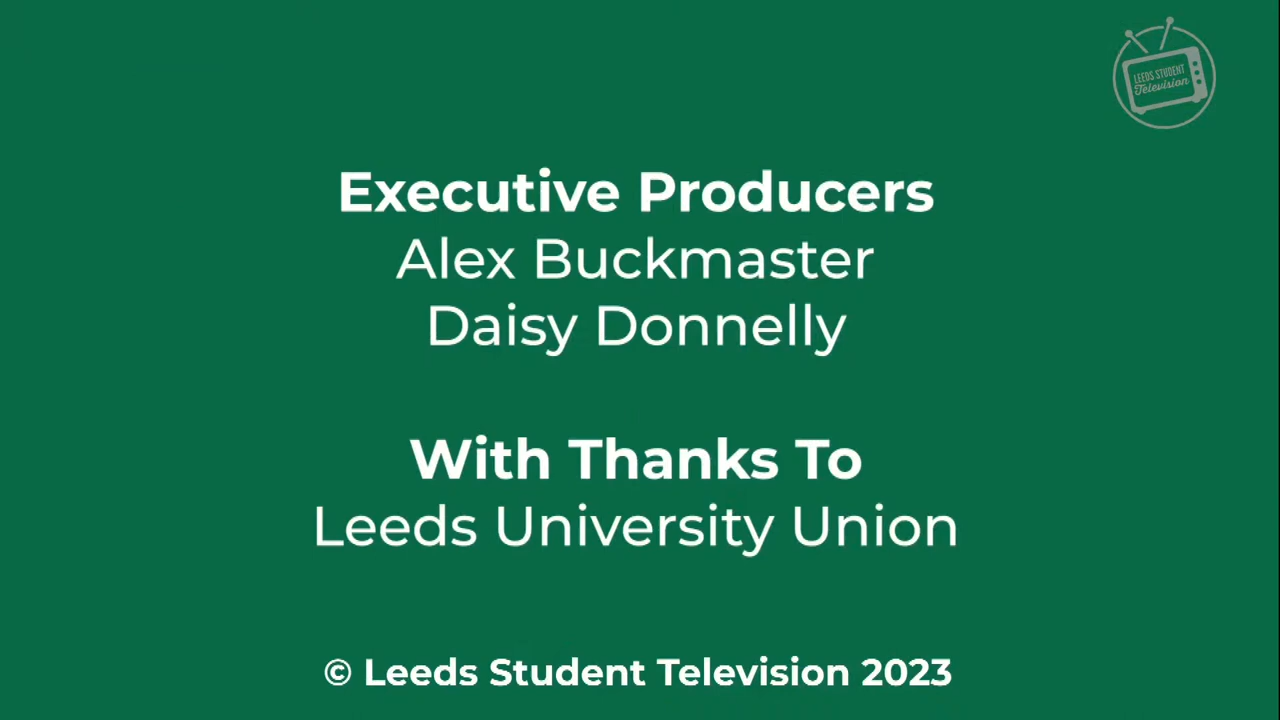 LEEDS STUDENT
Television
Executive Producers
Alex Buckmaster
Daisy Donnelly
With Thanks To
Leeds University Union
© Leeds Student Television 2023